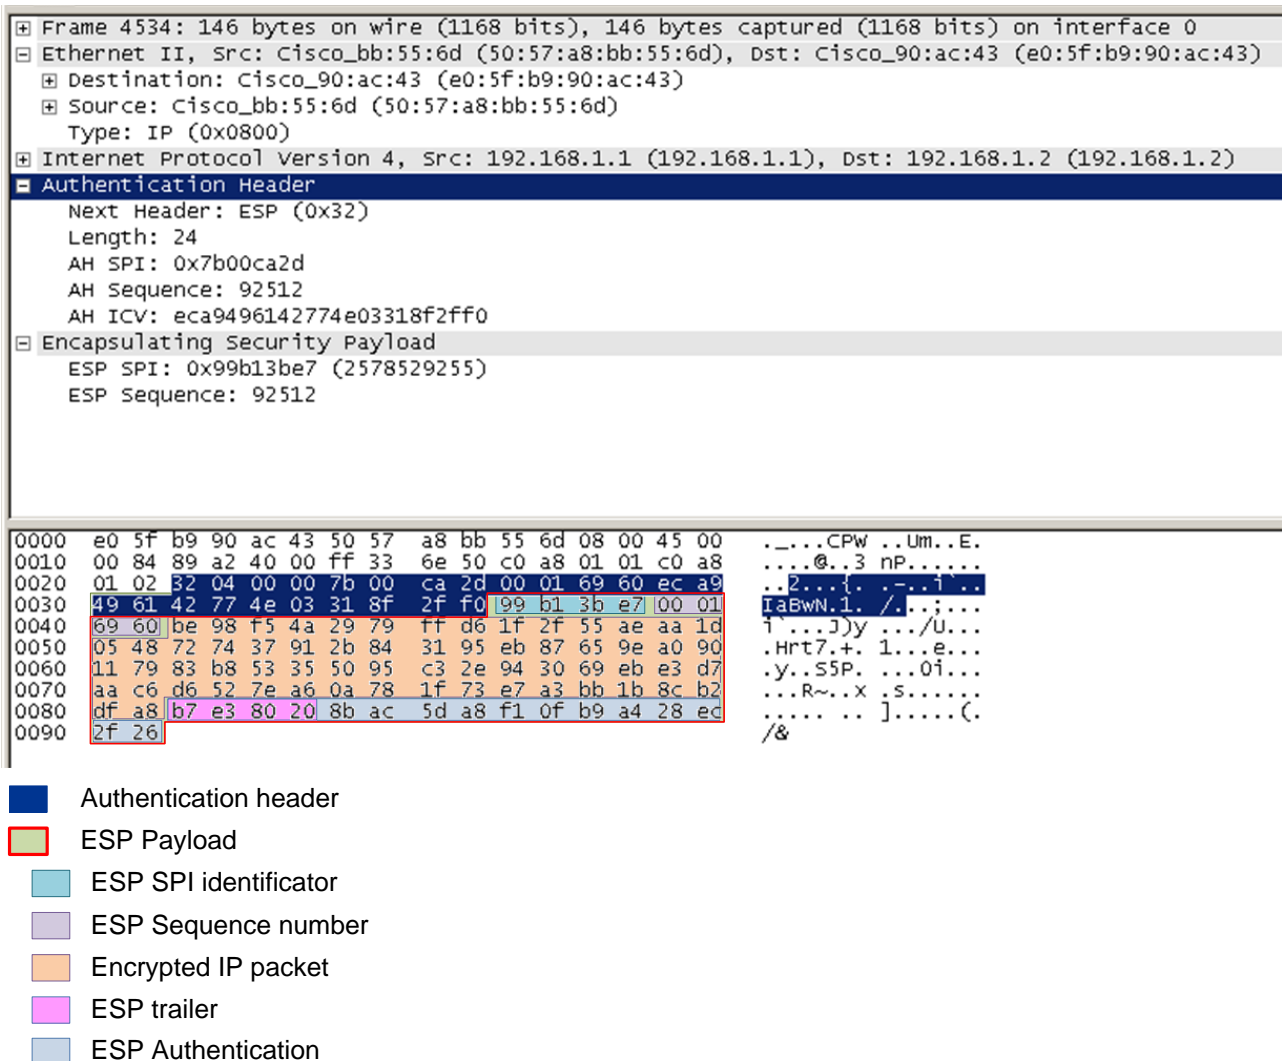 Frame 4534: 146 bytes on wire (1168 bits), 146 bytes captured (1168 bits) on interface 0
Ethernet II, Src: Cisco_bb:55:6d (50:57:a8:bb:55:6d), Dst: Cisco_90:ac:43 (e0:5f:b9:90:ac:43)
Destination: Cisco_90:ac:43 (e0:5f:b9:90:ac:43)
Source: Cisco_bb:55:6d (50:57:a8:bb:55:6d)
Type: IP (0x0800)
Internet Protocol Version 4, Src: 192.168.1.1 (192.168.1.1), Dst: 192.168.1.2 (192.168.1.2)
Authentication Header
Next Header: ESP (0x32)
Length: 24
AH SPI: 0x7b00ca2d
AH Sequence: 92512
AH ICV: eca9496142774e03318f2ff0
Encapsulating Security Payload
ESP SPI: 0x99b13be7 (2578529255)
ESP Sequence: 92512
0000 e0 5f b9 90 ac 43 50 57 a8 bb 55 6d 08 00 45 00 ._...CPW ..Um..E.
0010 00 84 89 a2 40 00 ff 33 6e 50 c0 a8 01 01 c0 a8 ....@..3 nP......
0020 01 02 32 04 00 00 7b 00 ca 2d 00 01 69 60 ec a9 ..2...{. .-..i`..
0030 49 61 42 77 4e 03 31 8f 2f f0 99 b1 3b e7 00 01 IaBwN.1. /...;...
0040 69 60 be 98 f5 4a 29 79 ff d6 1f 2f 55 ae aa 1d i`...J)y .../U...
0050 05 48 72 74 37 91 2b 84 31 95 eb 87 65 9e a0 90 .Hrt7.+. 1...e...
0060 11 79 83 b8 53 35 50 95 c3 2e 94 30 69 eb e3 d7 .y..S5P. ...0i...
0070 aa c6 d6 52 7e a6 0a 78 1f 73 e7 a3 bb 1b 8c b2 ...R~..x .s......
0080 df a8 b7 e3 80 20 8b ac 5d a8 f1 0f b9 a4 28 ec ..... .. ].....(.
0090 2f 26 /&
Authentication header
ESP Payload
ESP SPI identificator
ESP Sequence number
Encrypted IP packet
ESP trailer
ESP Authentication